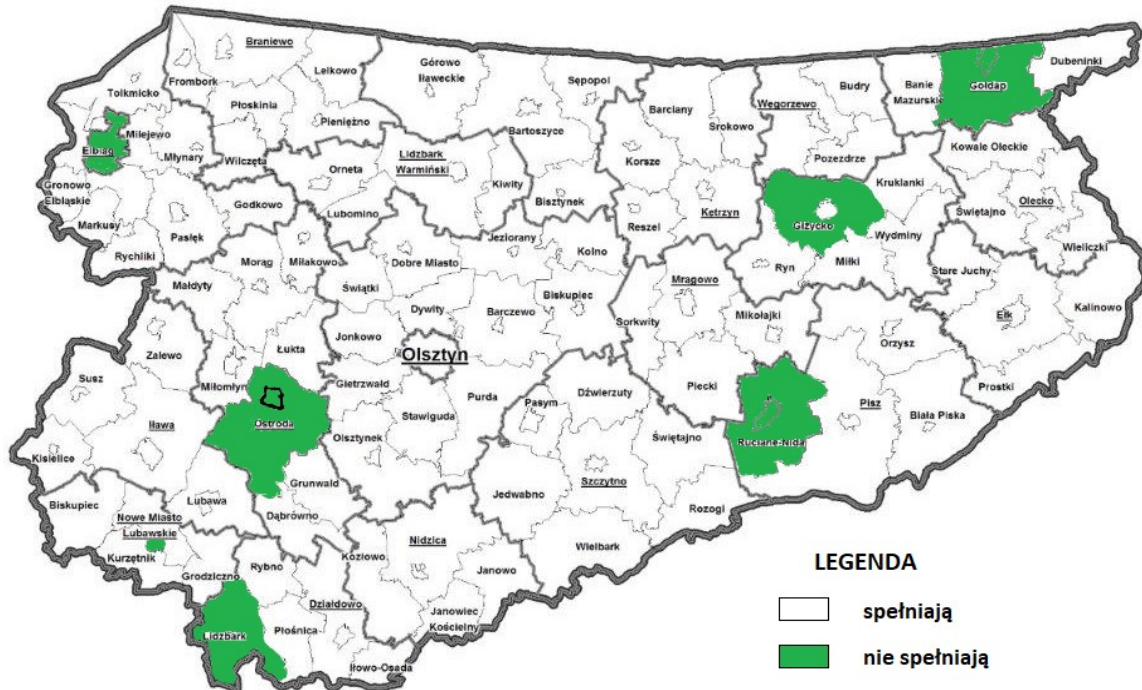 Braniewo
Frombork
Lelkowo
Górowo
Iławeckie
Sępopol
Tolkmicko
Płoskinia
Pieniężno
Bartoszyce
Barciany
Srokowo
Węgorzewo
Budry
Banie
Mazurskie
Gołdap
Dubeninki
Milejewo
Elbląg
Młynary
Wilczęta
Orneta
Lidzbark
Warmiński
Kiwity
Korsze
Pozezdrze
Kowale Oleckie
Gronowo
Elbląskie
Godkowo
Lubomino
Bisztynek
Reszel
Kętrzyn
Giżycko
Kruklanki
Świętajno
Olecko
Markusy
Pasłęk
Rychliki
Morąg
Miłakowo
Dobre Miasto
Jeziorany
Kolno
Wydminy
Wieliczki
Małdyty
Świątki
Dywity
Barczewo
Biskupiec
Mrągowo
Ryn
Miłki
Stare Juchy
Kalinowo
Zalewo
Łukta
Jonkowo
Olsztyn
Sorkwity
Mikołajki
Orzysz
Ełk
Susz
Miłomłyn
Gietrzwałd
Purda
Pasym
Dźwierzuty
Piecki
Prostki
Iława
Ostróda
Olsztynek
Stawiguda
Świętajno
Ruciane-Nida
Pisz
Biała Piska
Kisielice
Biskupiec
Lubawa
Grunwald
Jedwabno
Szczytno
Rozogi
Nowe Miasto
Lubawskie
Dąbrówno
Kurzętnik
Grodziczno
Rybno
Kozłowo
Nidzica
Janowo
Wielbark
Lidzbark
Działdowo
Płośnica
Janowiec
Kościelny
Iłowo-Osada
LEGENDA
spełniają
nie spełniają